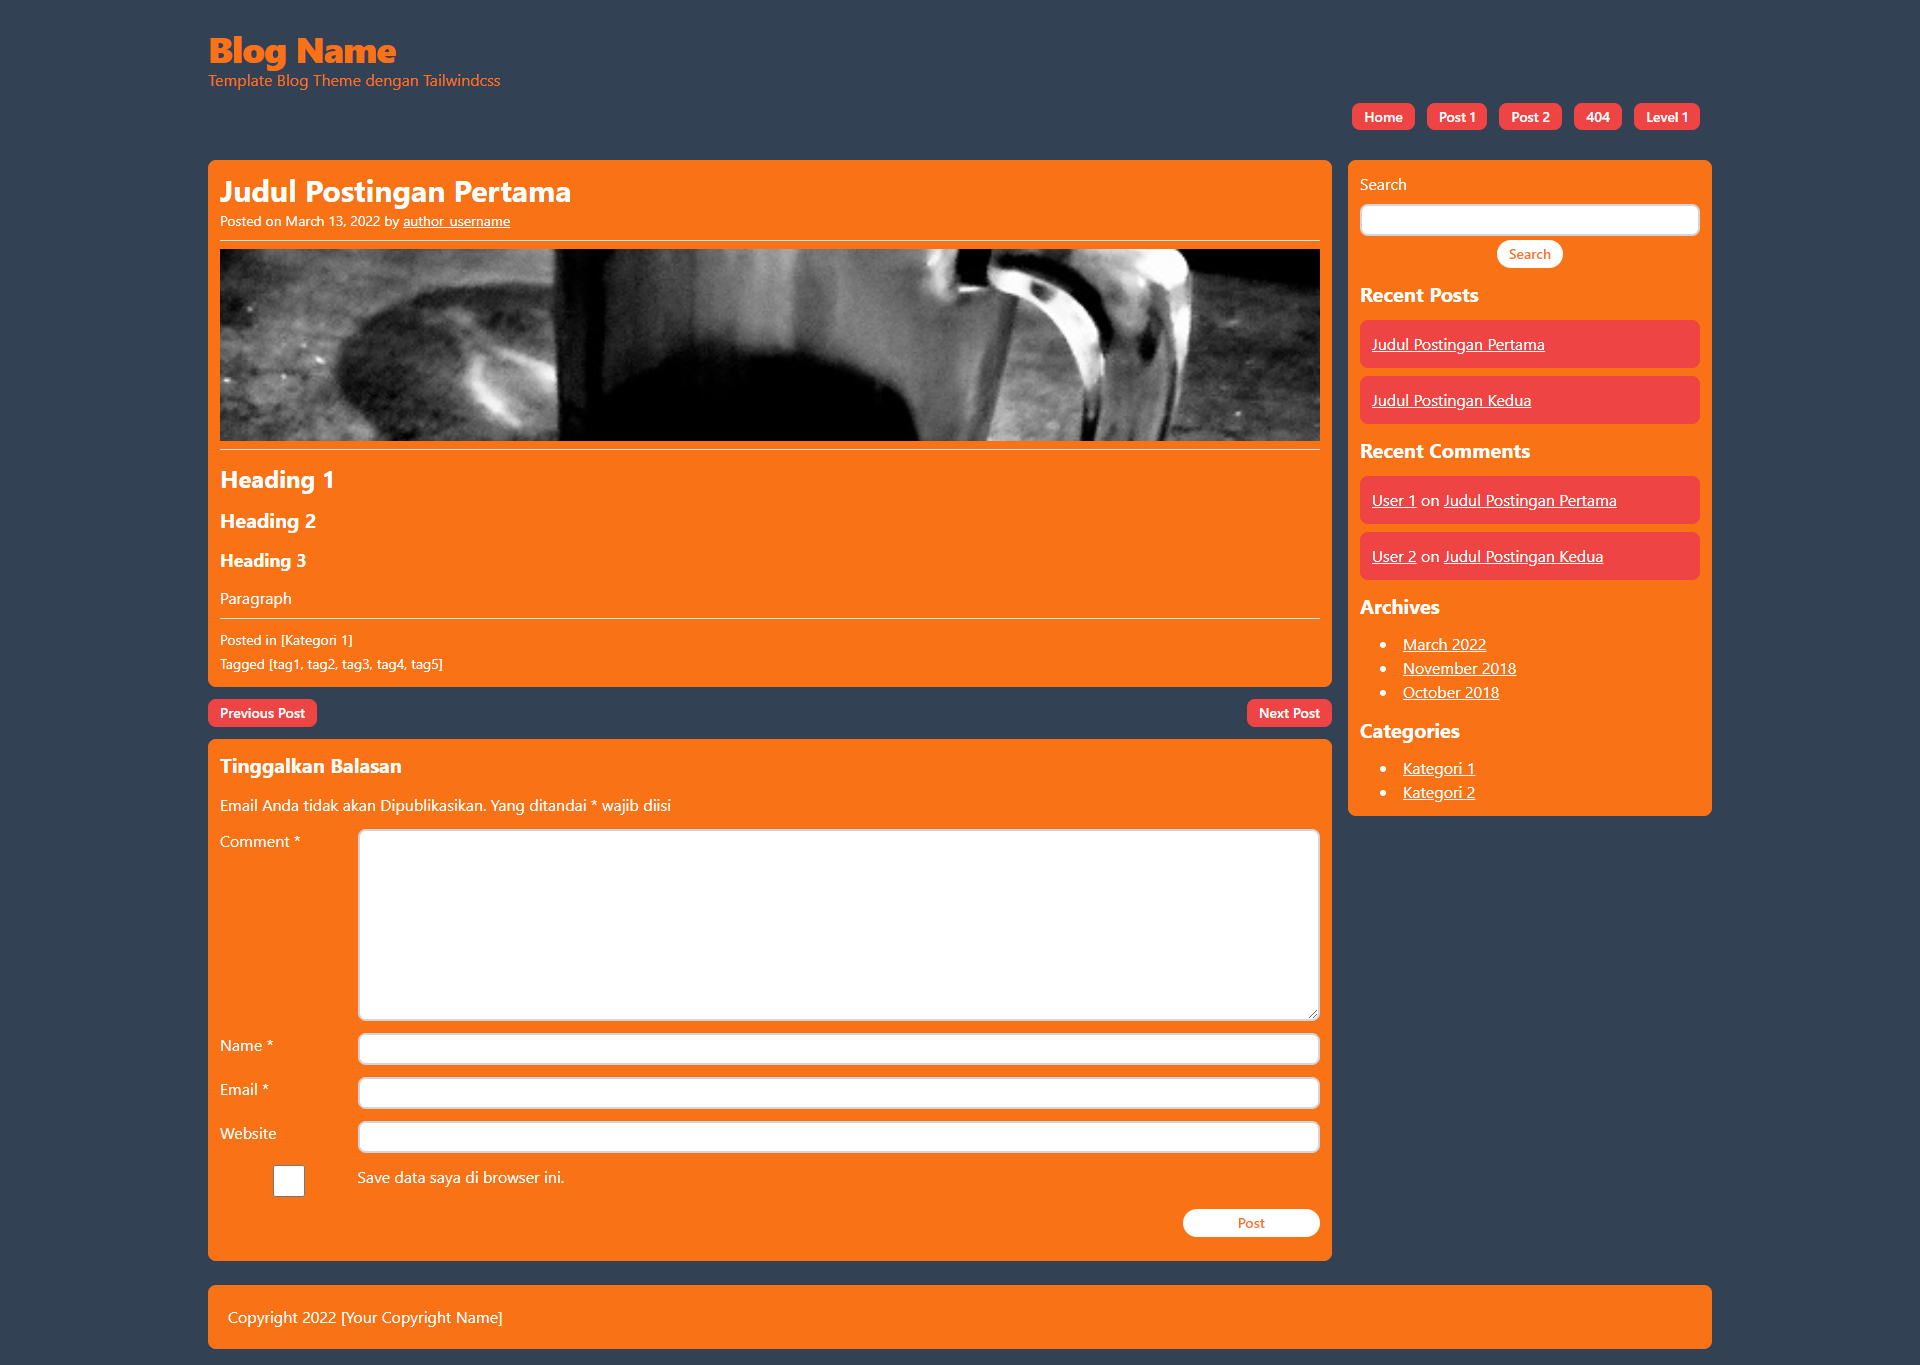 Blog Name
Template Blog Theme dengan Tailwindcss
Home
Post 1
Post 2
404
Level 1
Judul Postingan Pertama
Posted on March 13, 2022 by author_username
Heading 1
Heading 2
Heading 3
Paragraph
Posted in [Kategori 1]
Tagged [tag1, tag2, tag3, tag4, tag5]
Previous Post
Next Post
Tinggalkan Balasan
Email Anda tidak akan Dipublikasikan. Yang ditandai * wajib diisi
Comment *
Name *
Email *
Website
Save data saya di browser ini.
Post
Search
Search
Recent Posts
Judul Postingan Pertama
Judul Postingan Kedua
Recent Comments
User 1 on Judul Postingan Pertama
User 2 on Judul Postingan Kedua
Archives
March 2022
November 2018
October 2018
Categories
Kategori 1
Kategori 2
Copyright 2022 [Your Copyright Name]